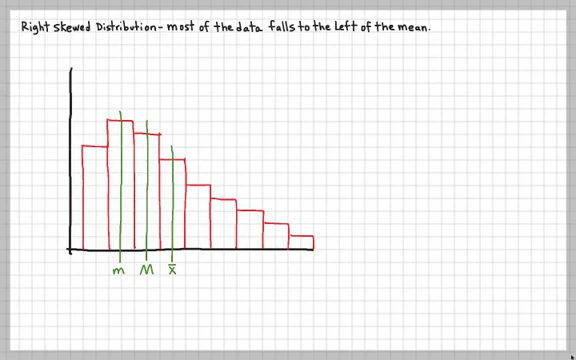 Right Skewed Distribution - most of the data falls to the Left of the mean.
m M x̄